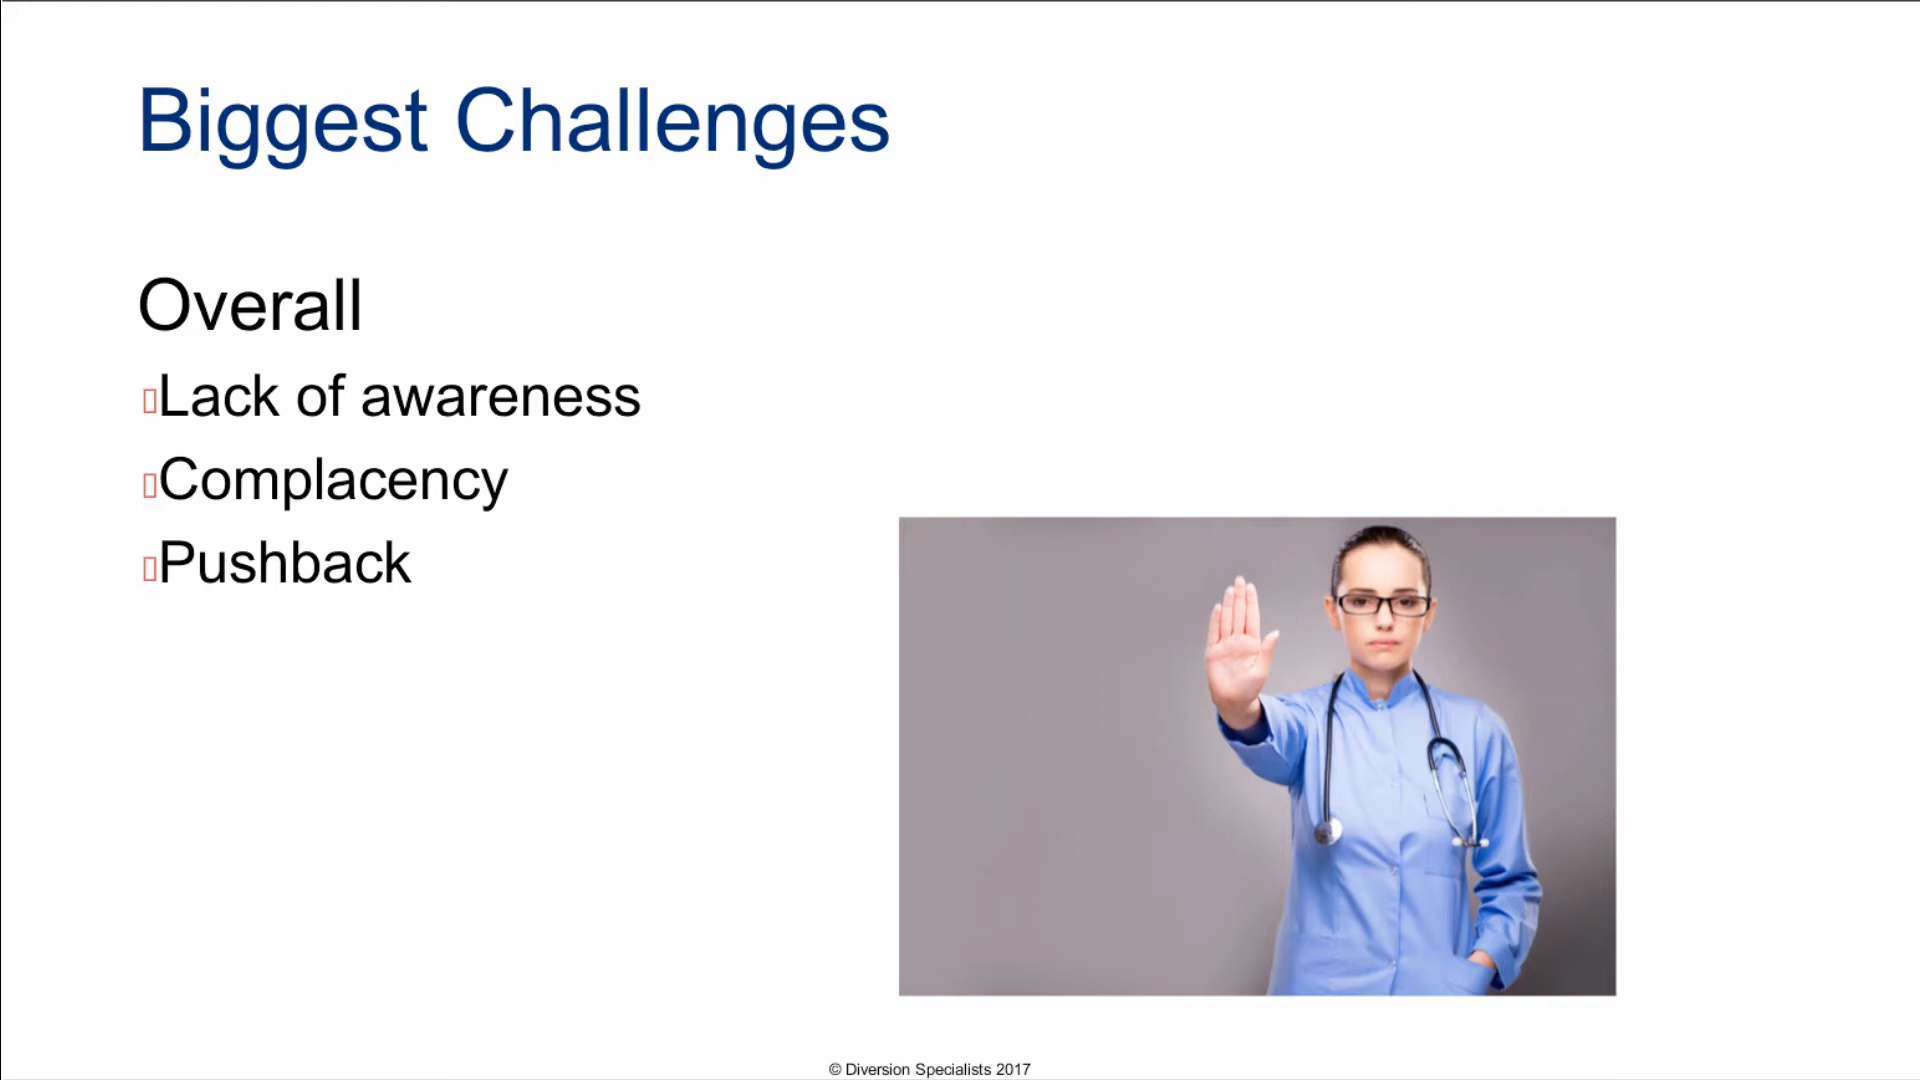 Biggest Challenges
Overall
Lack of awareness
Complacency
Pushback
© Diversion Specialists 2017